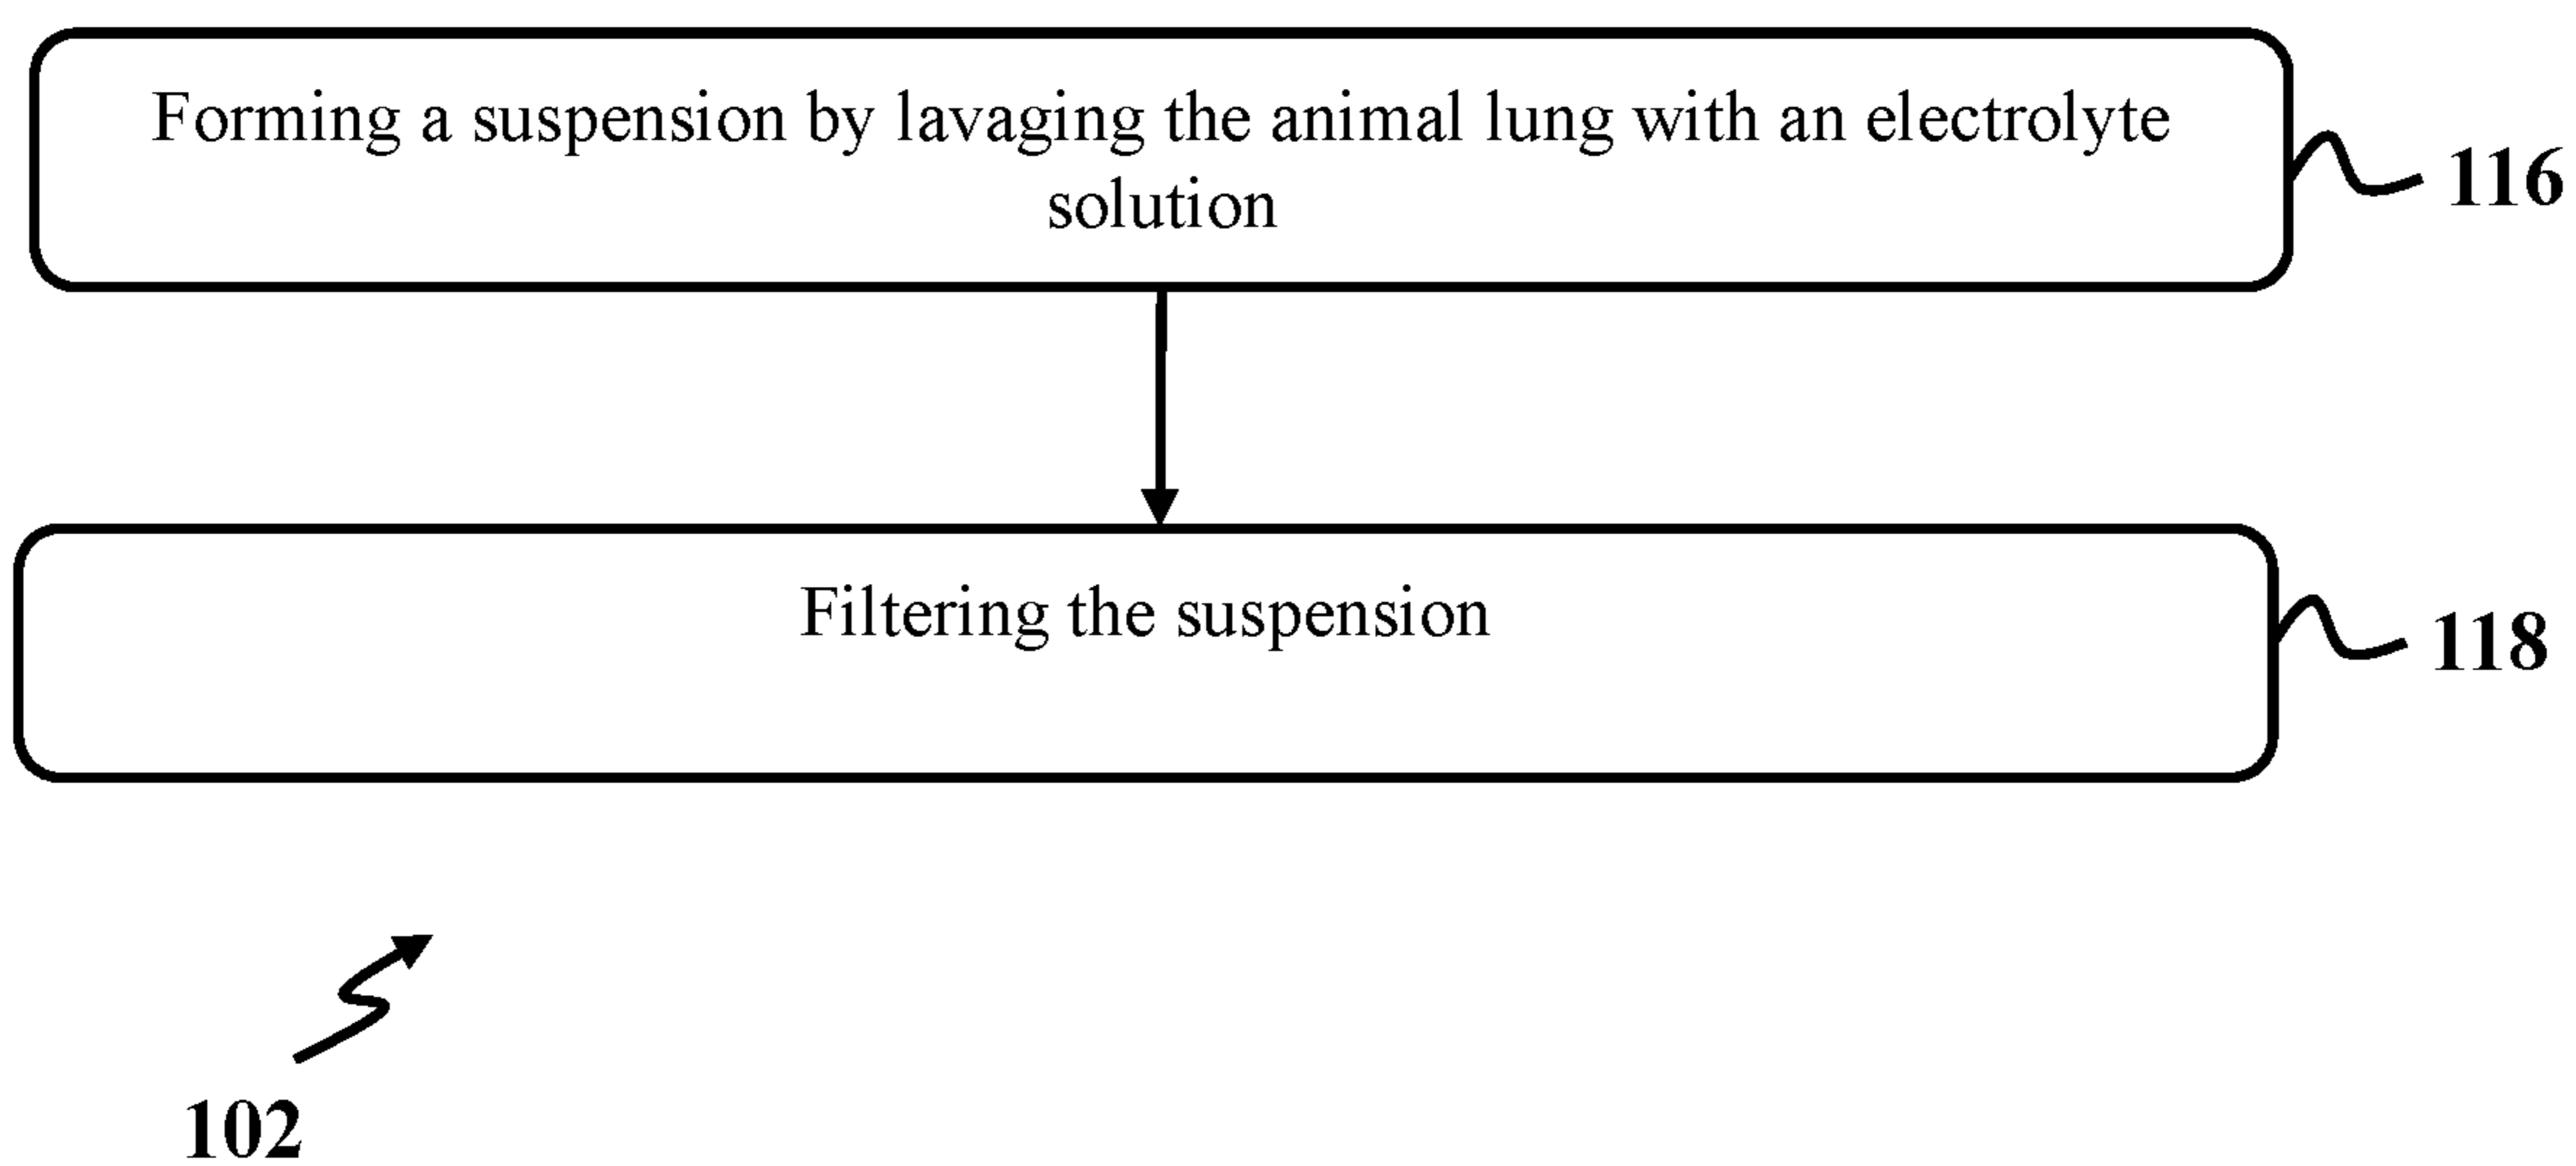 Forming a suspension by lavaging the animal lung with an electrolyte
solution
116
Filtering the suspension
118
102